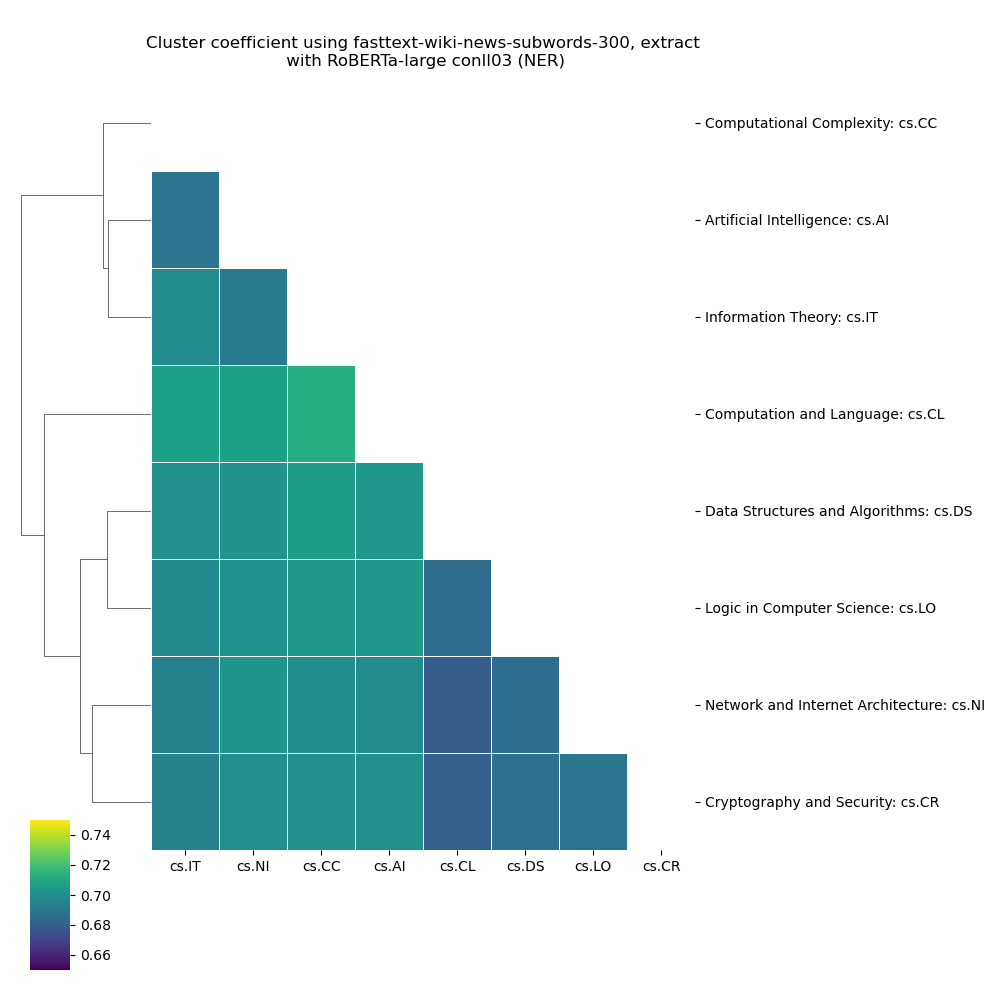 Cluster coefficient using fasttext-wiki-news-subwords-300, extract
with RoBERTa-large conll03 (NER)
Computational Complexity: cs.CC
Artificial Intelligence: cs.AI
Information Theory: cs.IT
Computation and Language: cs.CL
Data Structures and Algorithms: cs.DS
Logic in Computer Science: cs.LO
Network and Internet Architecture: cs.NI
Cryptography and Security: cs.CR
cs.IT cs.NI cs.CC cs.AI cs.CL cs.DS cs.LO cs.CR
0.74
0.72
0.70
0.68
0.66